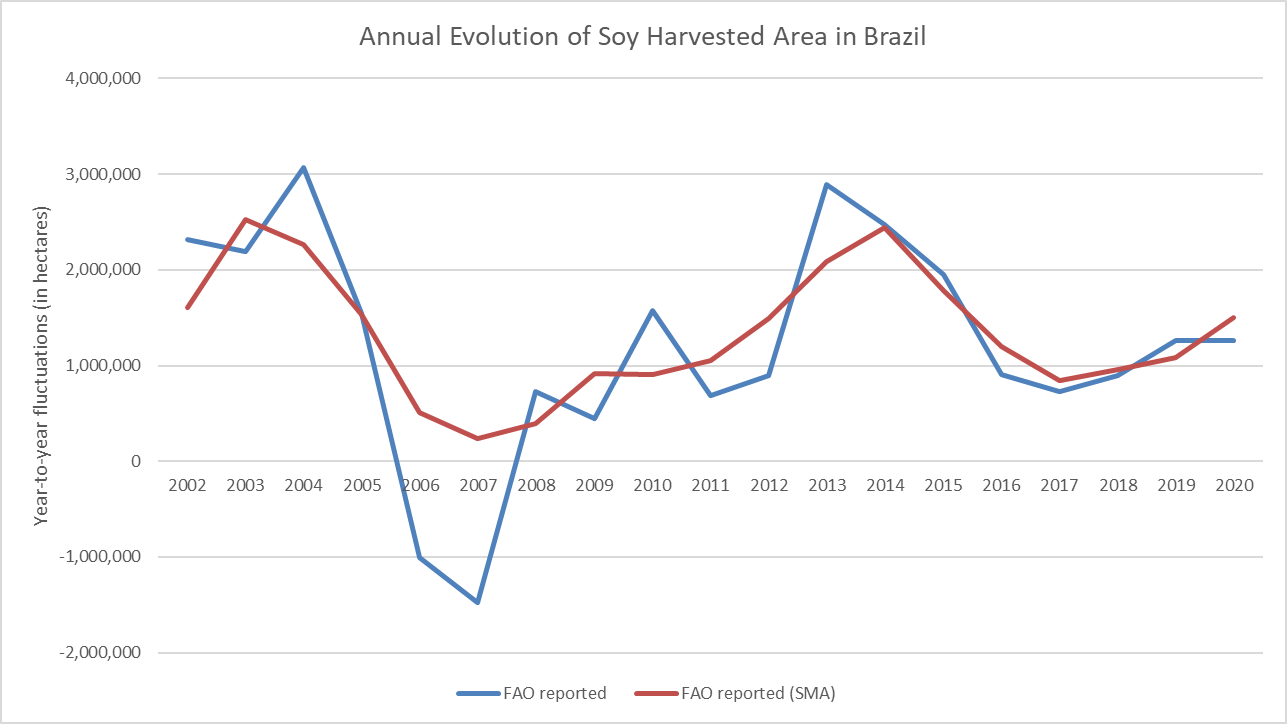 Annual Evolution of Soy Harvested Area in Brazil
Year-to-year fluctuations (in hectares)
4,000,000
3,000,000
2,000,000
1,000,000
0
-1,000,000
-2,000,000
2002 2003 2004 2005 2006 2007 2008 2009 2010 2011 2012 2013 2014 2015 2016 2017 2018 2019 2020
FAO reported FAO reported (SMA)